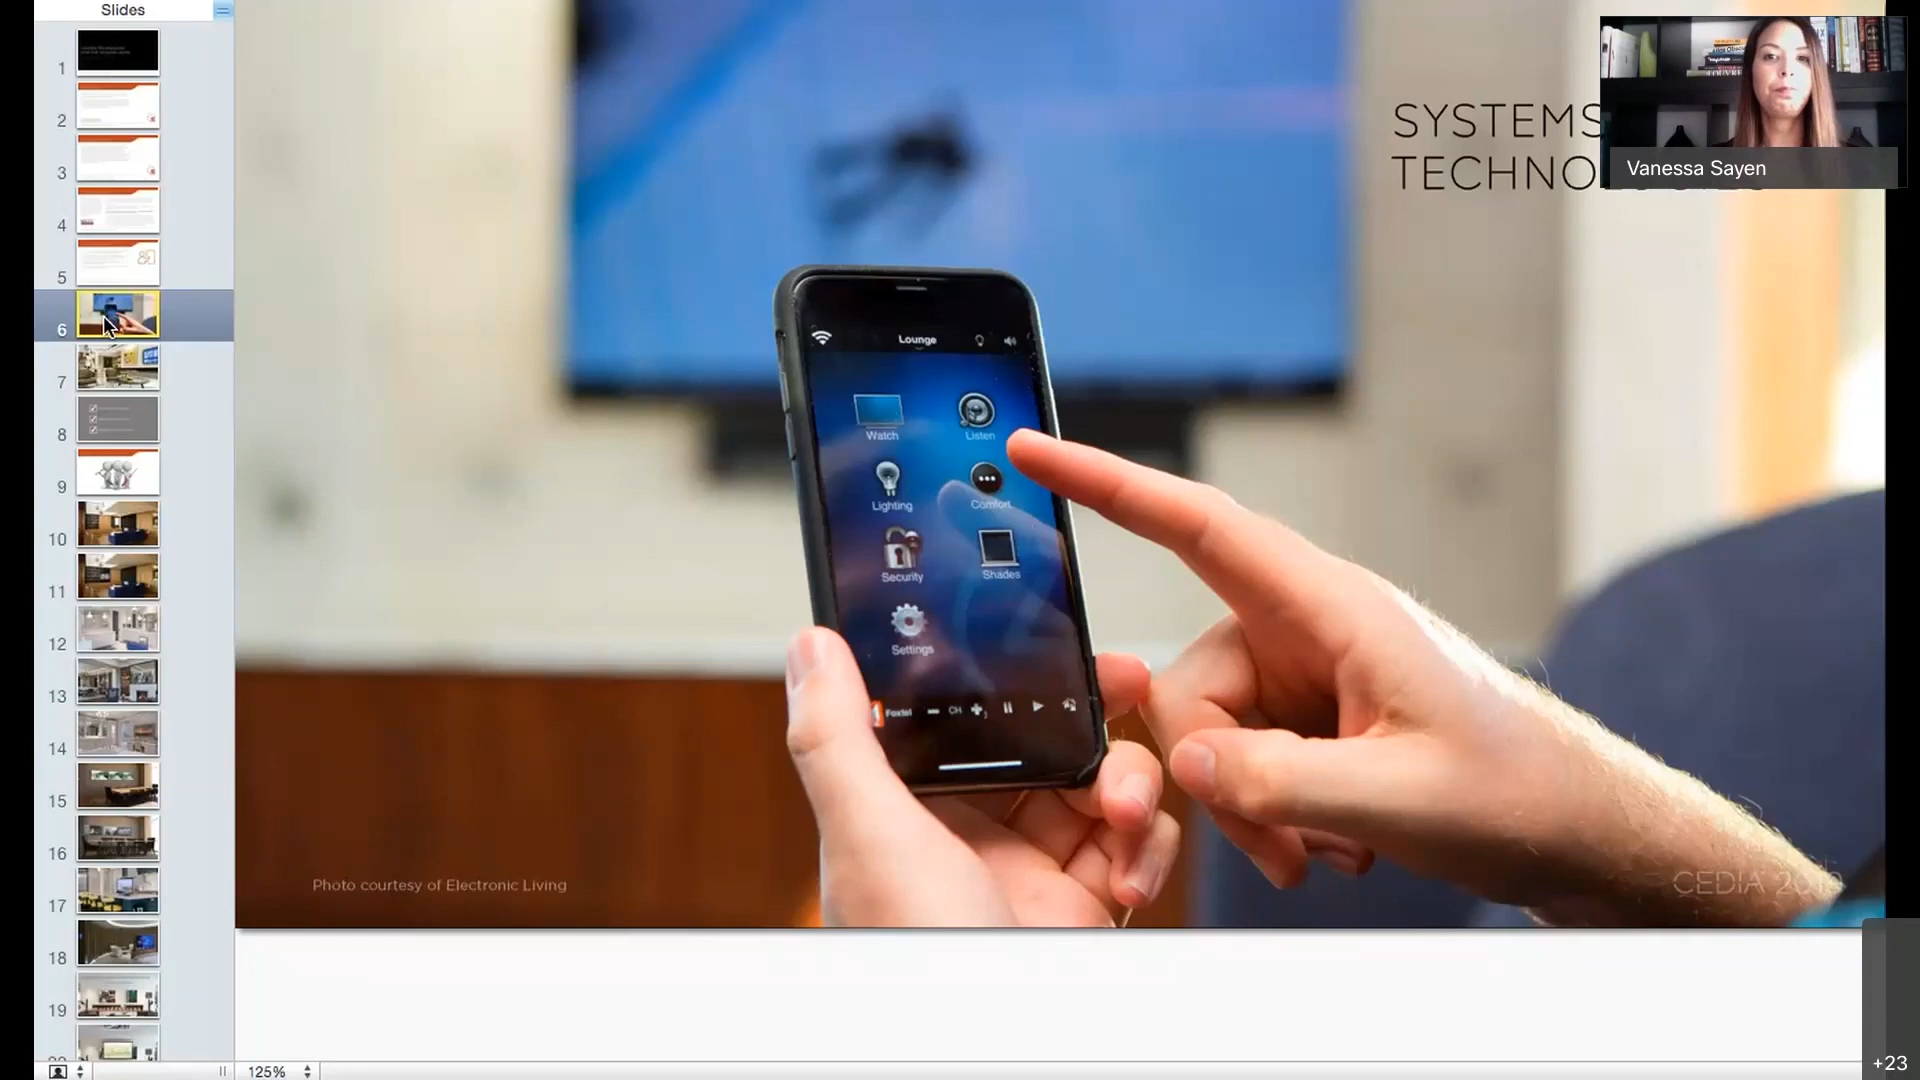 Slides
1
2
3
4
5
6
7
8
9
10
11
12
13
14
15
16
17
18
19
SYSTEMS
Vanessa Sayen
Lounge
Watch
Listen
Lighting
Comfort
Security
Shades
Settings
Foxtel
CH
Photo courtesy of Electronic Living
CEDIA
125%
+23